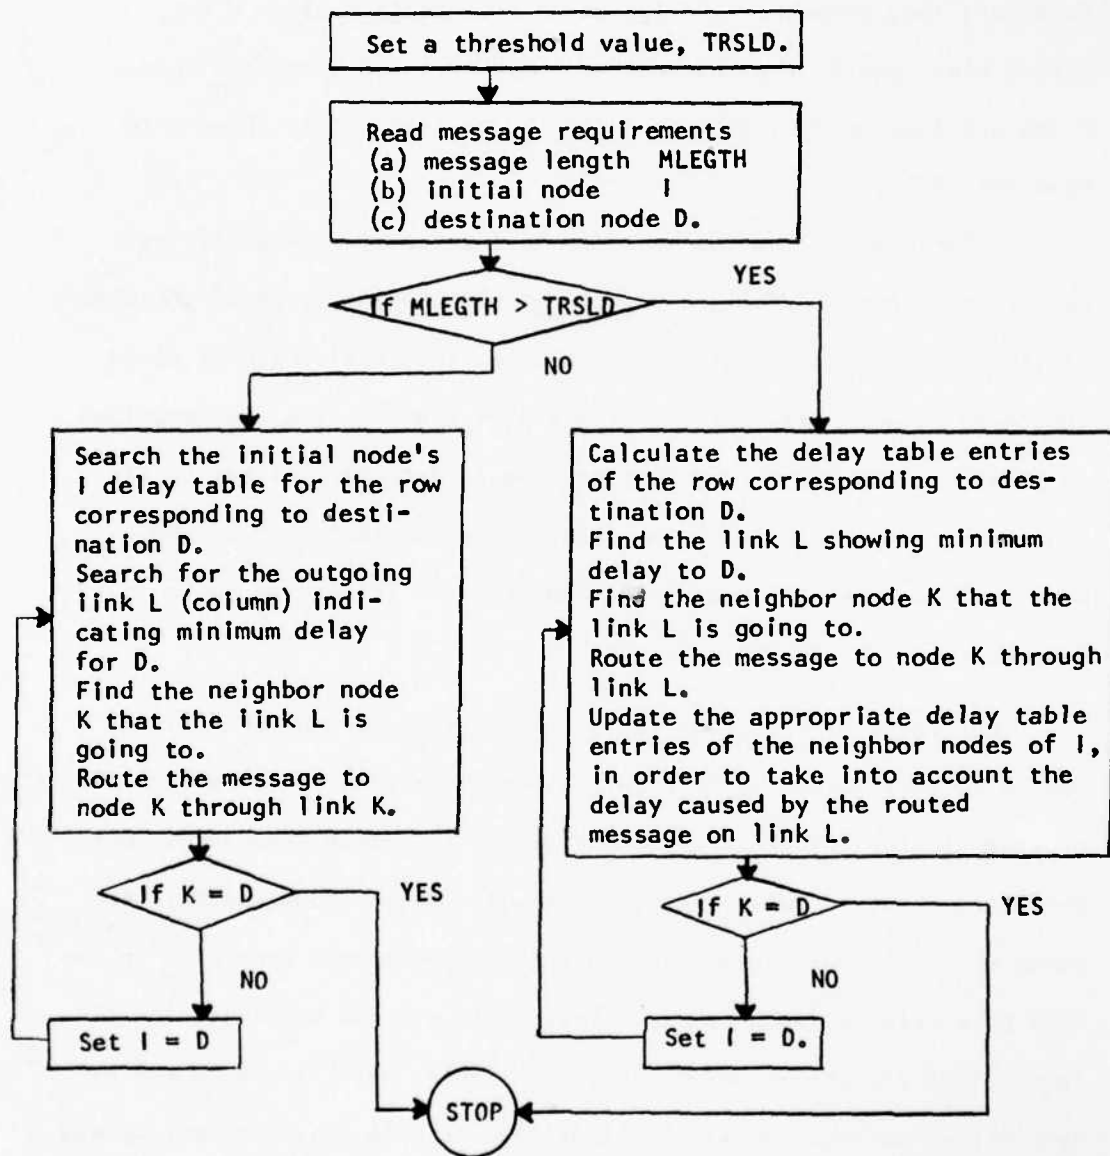 Set a threshold value, TRSLD.
Read message requirements
(a) message length MLEGTH
(b) initial node I
(c) destination node D.
If MLEGTH > TRSLD
YES
NO
Search the initial node's
I delay table for the row
corresponding to desti-
nation D.
Search for the outgoing
link L (column) indi-
cating minimum delay
for D.
Find the neighbor node
K that the link L is
going to.
Route the message to
node K through link K.
If K = D
YES
NO
Set I = D
Calculate the delay table entries
of the row corresponding to des-
tination D.
Find the link L showing minimum
delay to D.
Find the neighbor node K that the
link L is going to.
Route the message to node K through
link L.
Update the appropriate delay table
entries of the neighbor nodes of I,
in order to take into account the
delay caused by the routed
message on link L.
If K = D
YES
NO
Set I = D.
STOP